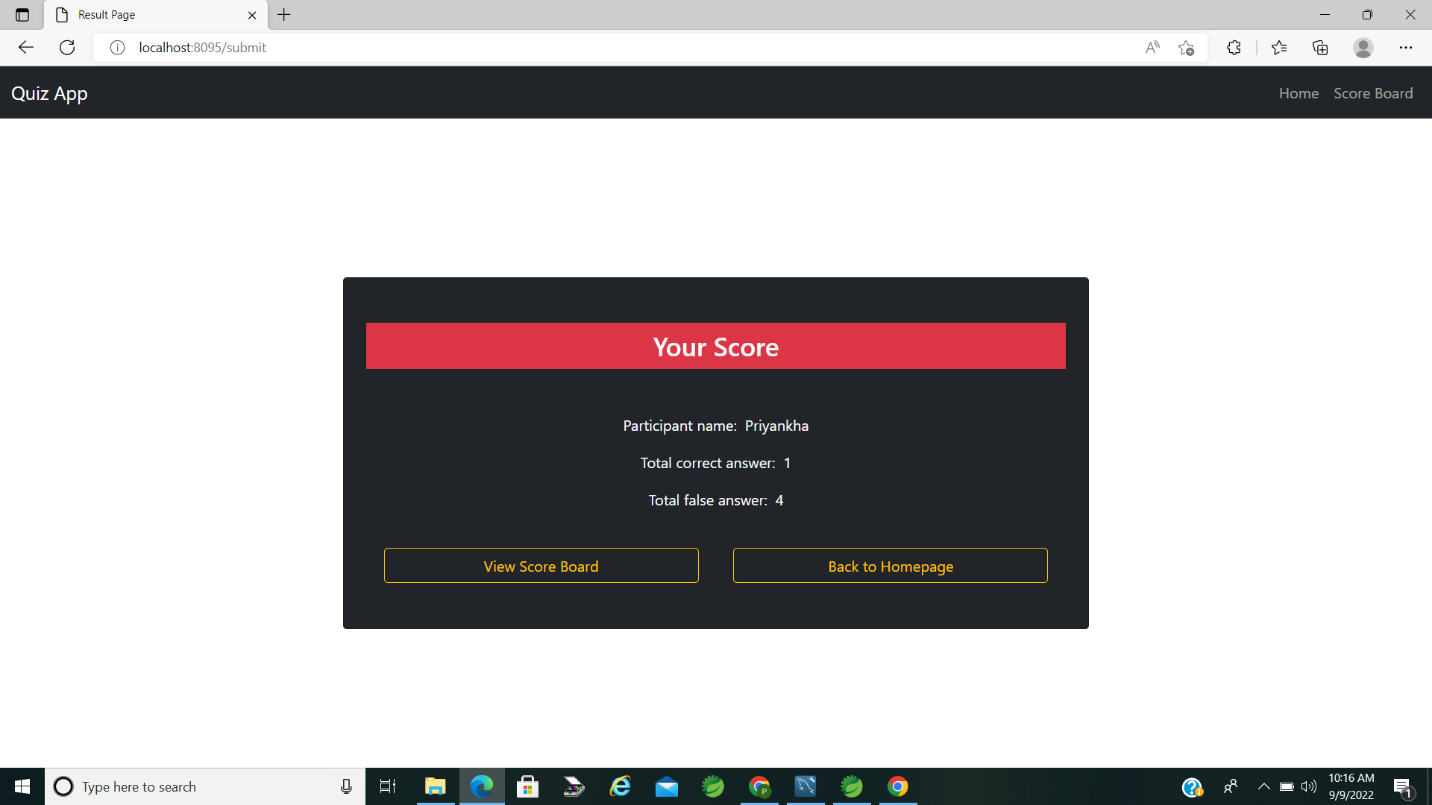 Result Page
localhost:8095/submit
Quiz App
Home Score Board
Your Score
Participant name: Priyankha
Total correct answer: 1
Total false answer: 4
View Score Board Back to Homepage
Type here to search
10:16 AM
9/9/2022
1